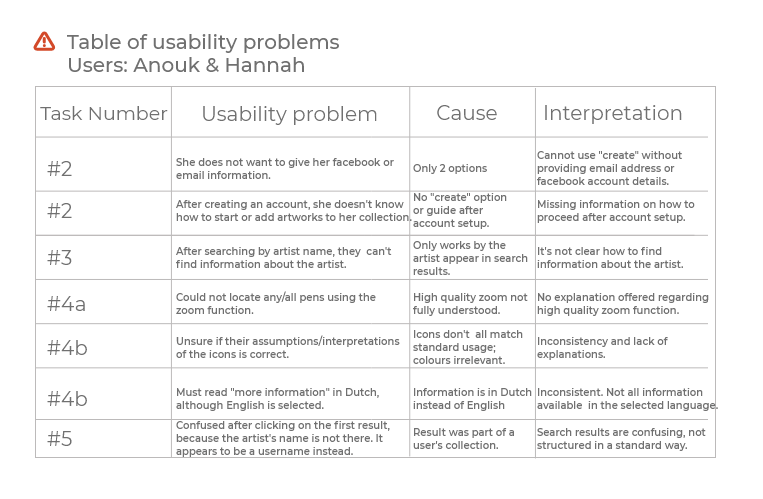 Table of usability problems
Users: Anouk & Hannah
Task Number
Usability problem
Cause
Interpretation
#2
She does not want to give her facebook or
email information.
Only 2 options
Cannot use "create" without
providing email address or
facebook account details.
#2
After creating an account, she doesn't know
how to start or add artworks to her collection.
No "create" option
or guide after
account setup.
Missing information on how to
proceed after account setup.
#3
After searching by artist name, they can't
find information about the artist.
Only works by the
artist appear in search
results.
It's not clear how to find
information about the artist.
#4a
Could not locate any/all pens using the
zoom function.
High quality zoom not
fully understood.
No explanation offered regarding
high quality zoom function.
#4b
Unsure if their assumptions/interpretations
of the icons is correct.
Icons don't all match
standard usage;
colours irrelevant.
Inconsistency and lack of
explanations.
#4b
Must read "more information" in Dutch,
although English is selected.
Information is in Dutch
instead of English
Inconsistent. Not all information
available in the selected language.
#5
Confused after clicking on the first result,
because the artist's name is not there. It
appears to be a username instead.
Result was part of a
user's collection.
Search results are confusing, not
structured in a standard way.